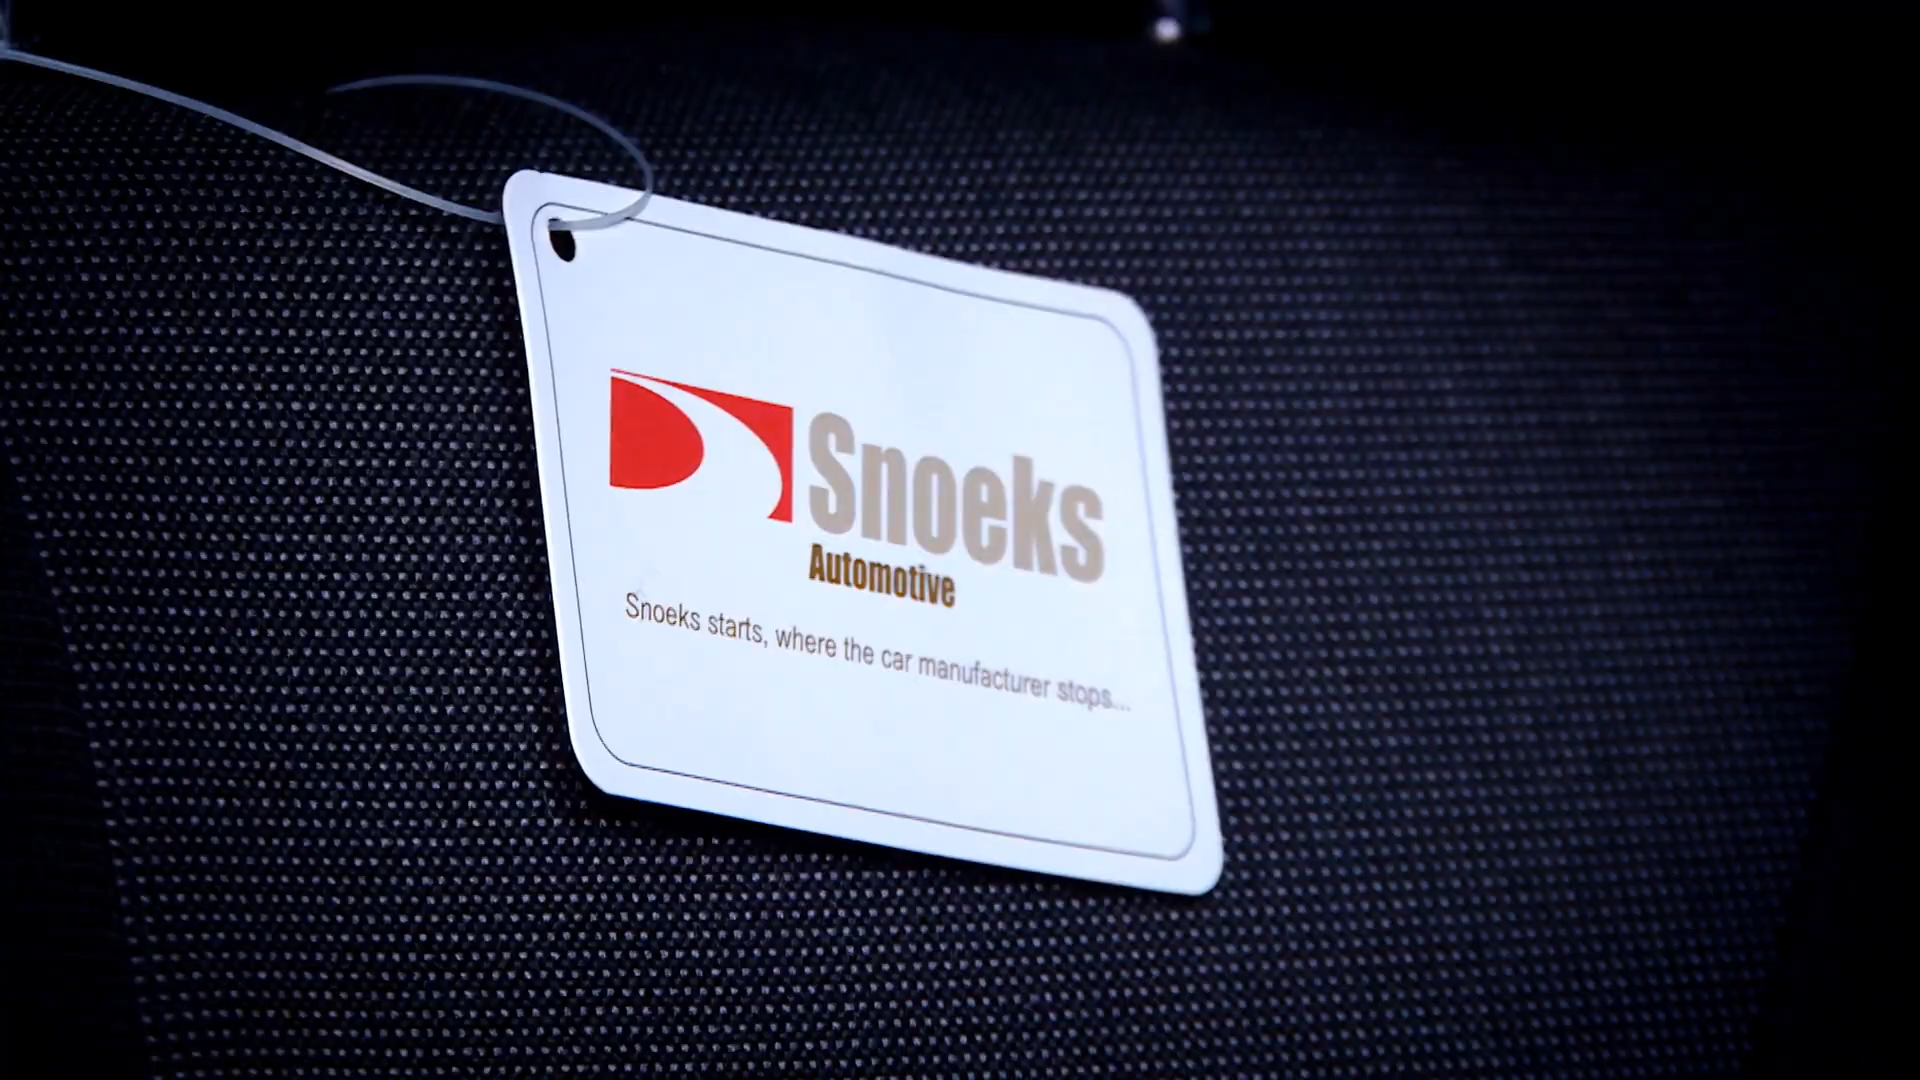 Snoeks
Automotive
Snoeks starts, where the car manufacturer stops...